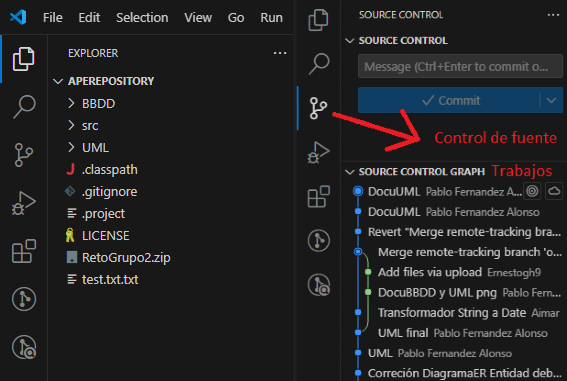 File Edit Selection View Go Run
EXPLORER ...
APEREPOSITORY
BBDD
src
UML
.classpath
.gitignore
.project
LICENSE
RetoGrupo2.zip
test.txt.txt
SOURCE CONTROL ...
SOURCE CONTROL
Message (Ctrl+Enter to commit o...
Commit
Control de fuente
SOURCE CONTROL GRAPH Trabajos
DocuUML Pablo Fernandez A...
DocuUML Pablo Fernandez Alonso
Revert "Merge remote-tracking bra...
Merge remote-tracking branch 'o...
Add files via upload Ernestogh9
DocuBBDD y UML png Pablo Fern...
Transformador String a Date Aimar
UML final Pablo Fernandez Alonso
UML Pablo Fernandez Alonso
Correción DiagramaER Entidad deb...